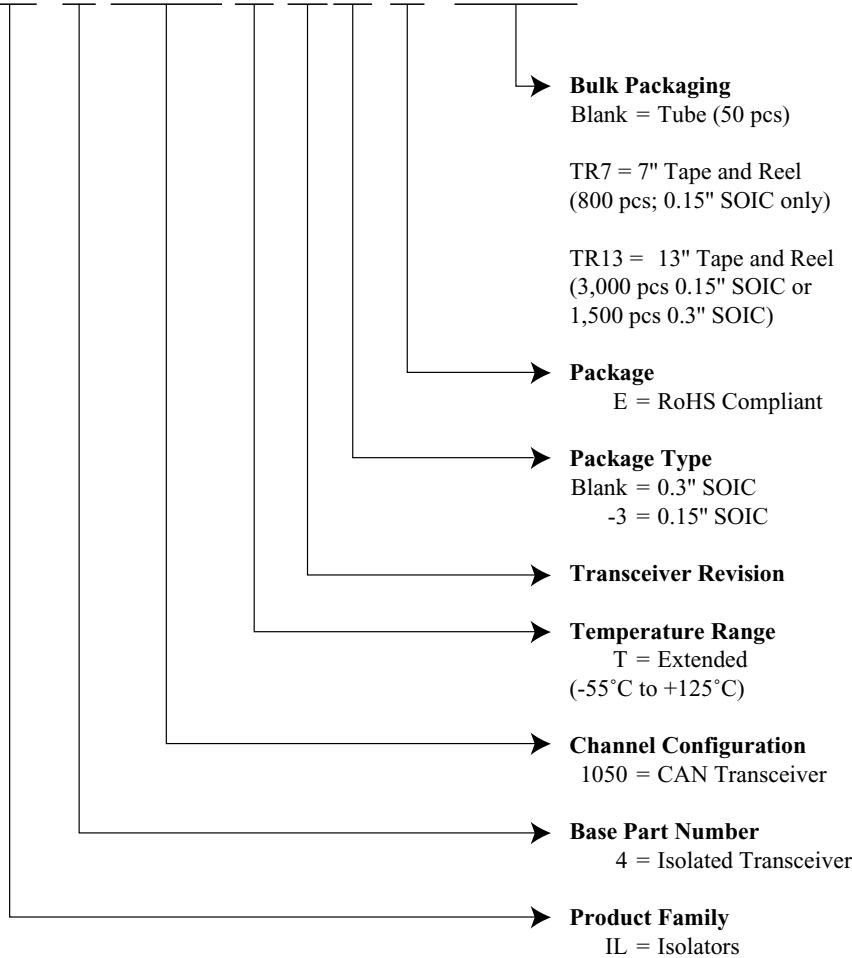 Bulk Packaging
Blank = Tube (50 pcs)
TR7 = 7" Tape and Reel
(800 pcs; 0.15" SOIC only)
TR13 = 13" Tape and Reel
(3,000 pcs 0.15" SOIC or
1,500 pcs 0.3" SOIC)
Package
E = RoHS Compliant
Package Type
Blank = 0.3" SOIC
-3 = 0.15" SOIC
Transceiver Revision
Temperature Range
T = Extended
(-55˚C to +125˚C)
Channel Configuration
1050 = CAN Transceiver
Base Part Number
4 = Isolated Transceiver
Product Family
IL = Isolators